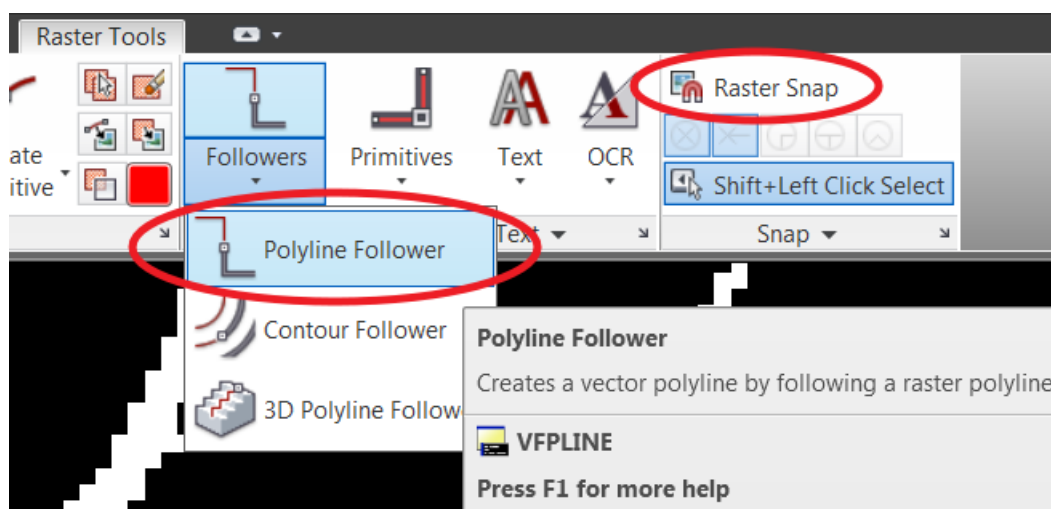 Raster Tools
Raster Snap
ate
itive
Followers
Primitives
Text
OCR
Shift+Left Click Select
Text
Snap
Polyline Follower
Contour Follower
3D Polyline Follow
Polyline Follower
Creates a vector polyline by following a raster polyline
VFPLINE
Press F1 for more help